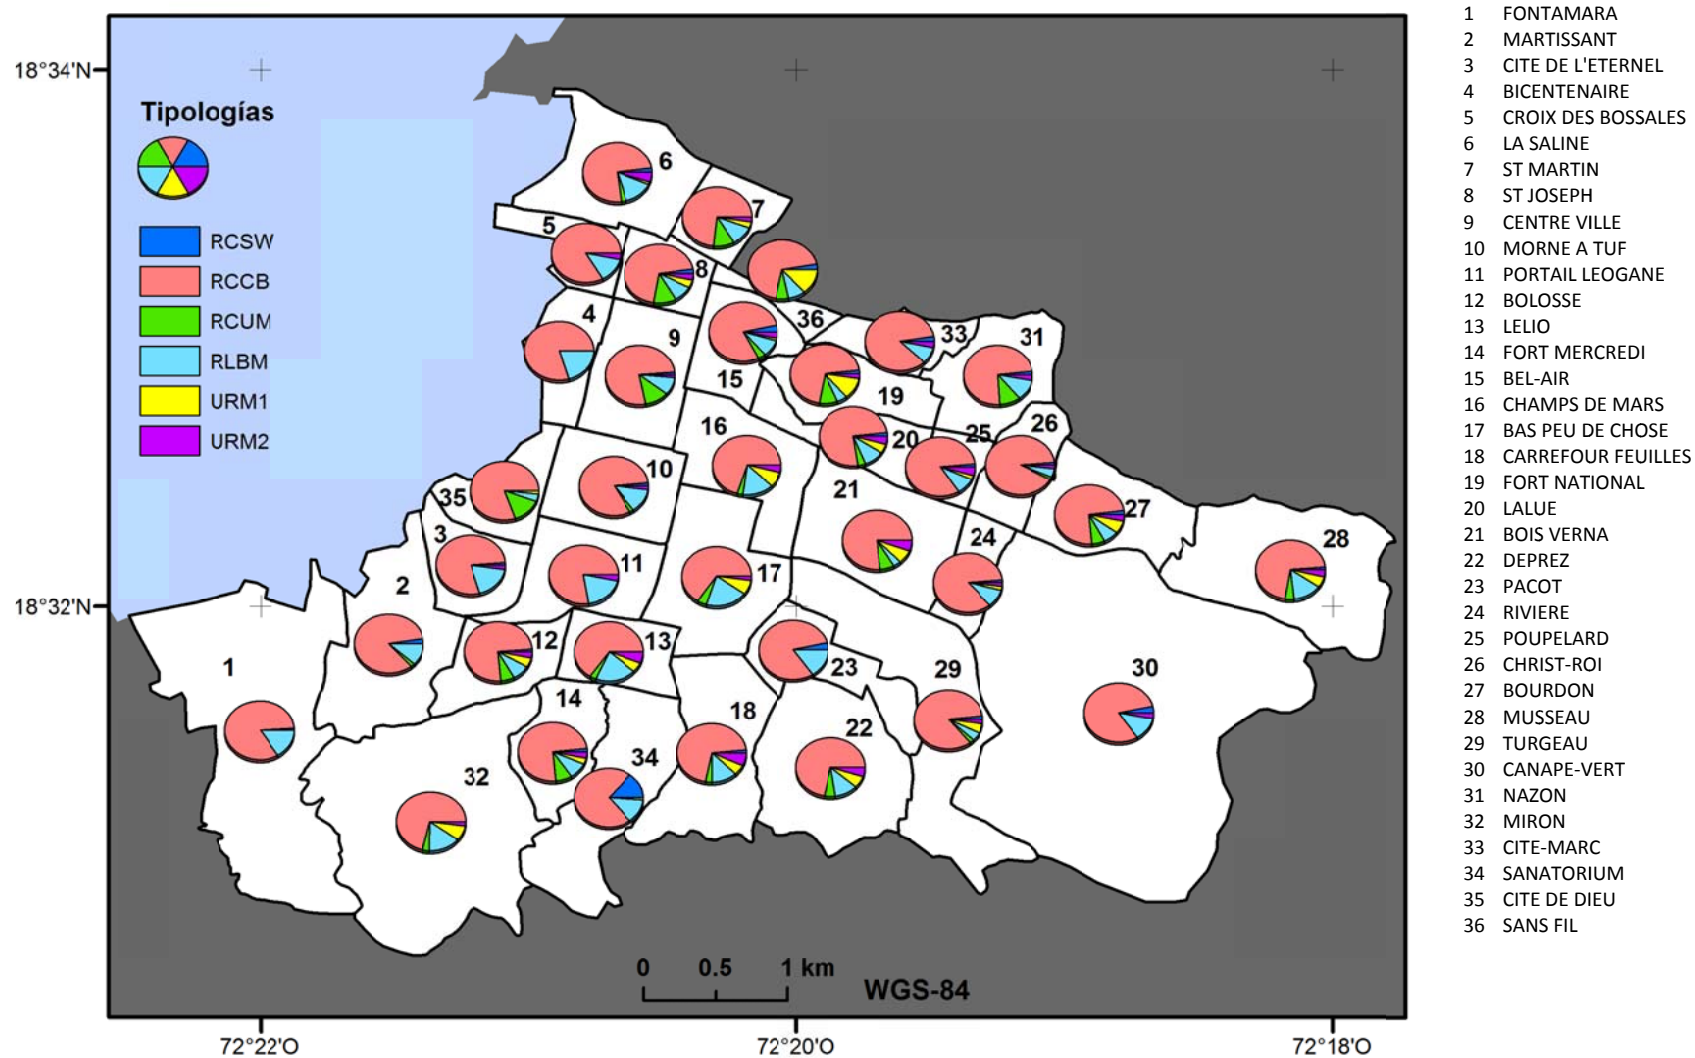 18°34'N
18°32'N
72°22'O
72°20'O
72°18'O
Tipologías
RCSW
RCCB
RCUM
RLBM
URM1
URM2
6
7
5
8
4
9
36
33
31
15
19
16
26
20
25
10
21
35
27
3
24
28
2
11
17
12
13
1
23
29
30
14
18
22
34
32
0 0.5 1 km
WGS-84
1 FONTAMARA
2 MARTISSANT
3 CITE DE L'ETERNEL
4 BICENTENAIRE
5 CROIX DES BOSSALES
6 LA SALINE
7 ST MARTIN
8 ST JOSEPH
9 CENTRE VILLE
10 MORNE A TUF
11 PORTAIL LEOGANE
12 BOLOSSE
13 LELIO
14 FORT MERCREDI
15 BEL-AIR
16 CHAMPS DE MARS
17 BAS PEU DE CHOSE
18 CARREFOUR FEUILLES
19 FORT NATIONAL
20 LALUE
21 BOIS VERNA
22 DEPREZ
23 PACOT
24 RIVIERE
25 POUPELARD
26 CHRIST-ROI
27 BOURDON
28 MUSSEAU
29 TURGEAU
30 CANAPE-VERT
31 NAZON
32 MIRON
33 CITE-MARC
34 SANATORIUM
35 CITE DE DIEU
36 SANS FIL